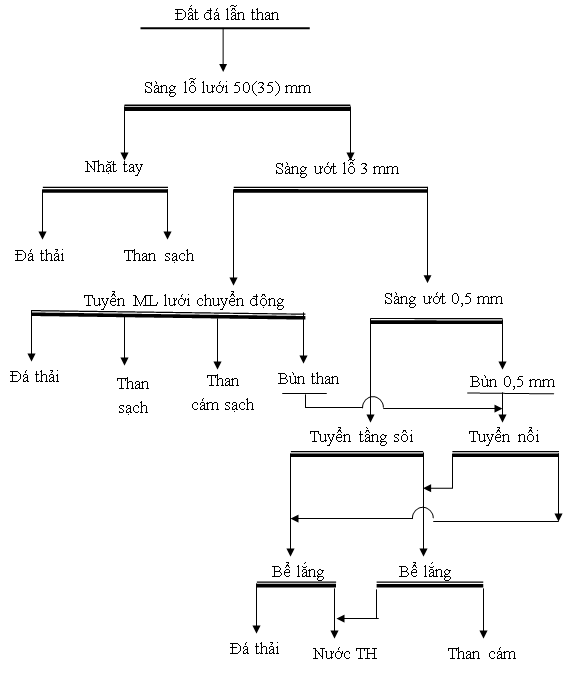 Đất đá lẫn than
Sàng lỗ lưới 50(35) mm
Nhặt tay
Sàng ướt lỗ 3 mm
Đá thải
Than sạch
Tuyển ML lưới chuyển động
Sàng ướt 0,5 mm
Đá thải
Than
sạch
Than
cám sạch
Bùn than
Bùn 0,5 mm
Tuyển tầng sôi
Tuyển nổi
Bể lắng
Bể lắng
Đá thải
Nước TH
Than cám